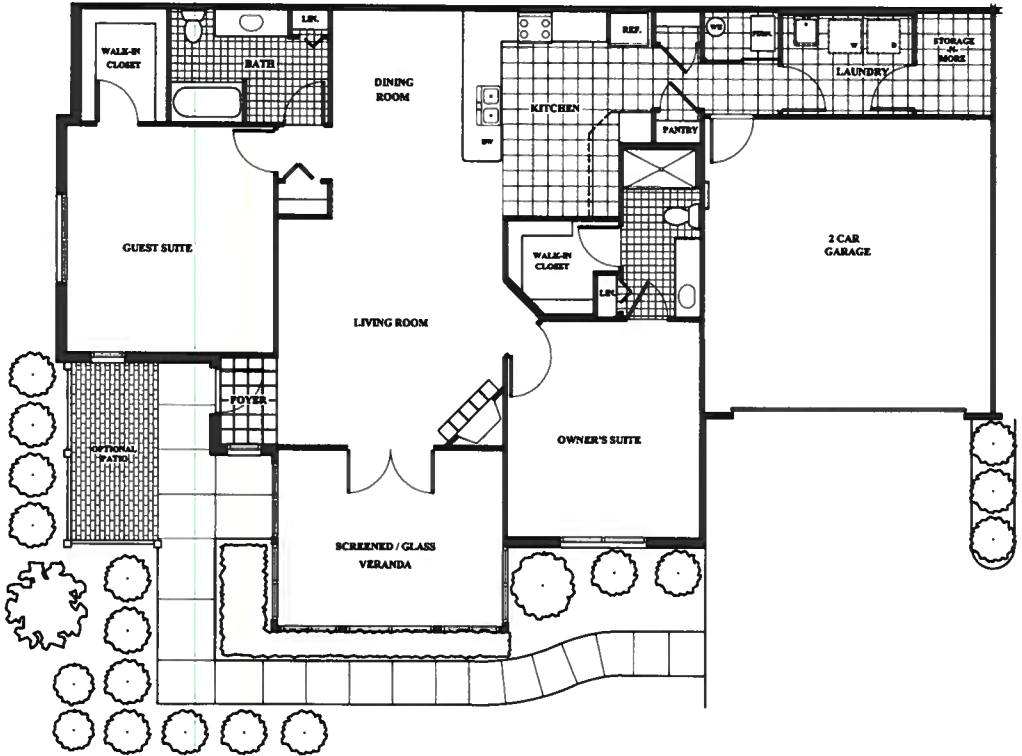 LIN.
WALK-IN
CLOSET
BATH
DINING
ROOM
REF.
WH
FURN.
W
D
STORAGE
-N-
MORE
LAUNDRY
KITCHEN
DW
PANTRY
GUEST SUITE
WALK-IN
CLOSET
LIN.
2 CAR
GARAGE
LIVING ROOM
FOYER
OPTIONAL
PATIO
OWNER'S SUITE
SCREENED / GLASS
VERANDA